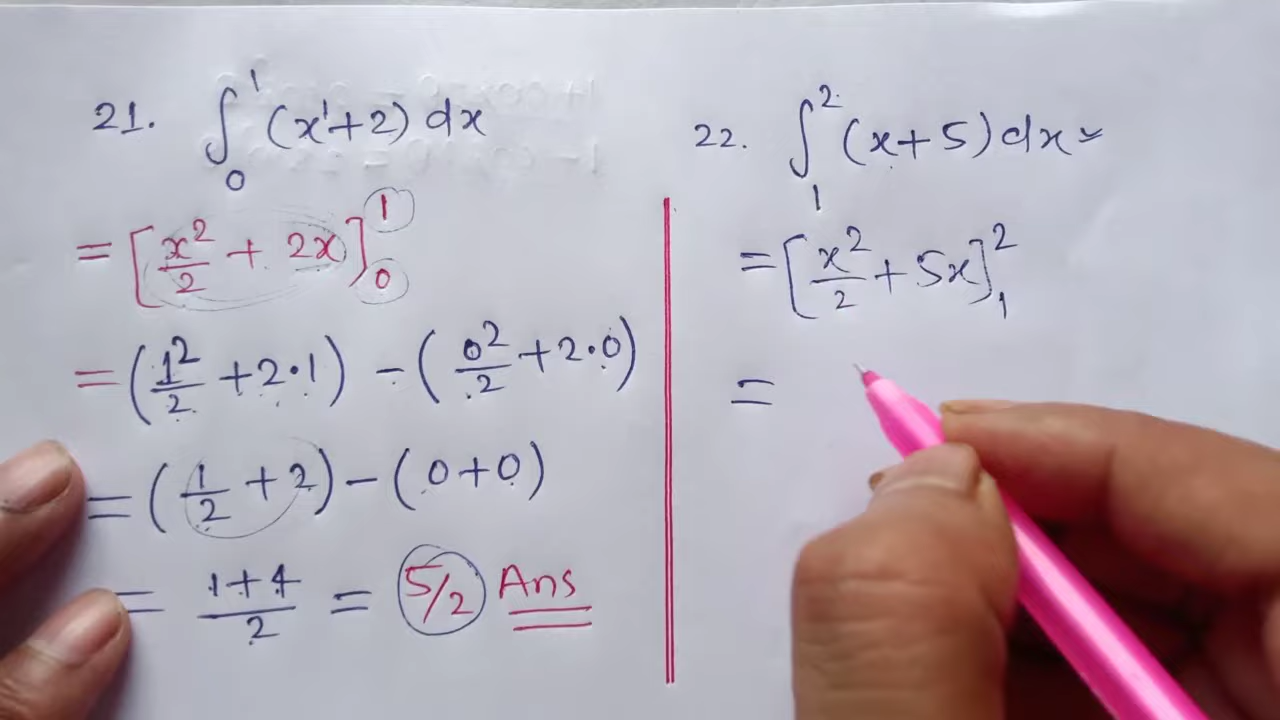 21. ∫₀¹ (x¹+2) dx
= [x²/2 + 2x]₀¹
= (1²/2 + 2·1) − (0²/2 + 2·0)
= (1/2 + 2) − (0+0)
= 1+4/2 = 5/2 Ans
22. ∫₁² (x+5) dx =
= [x²/2 + 5x]₁²
=